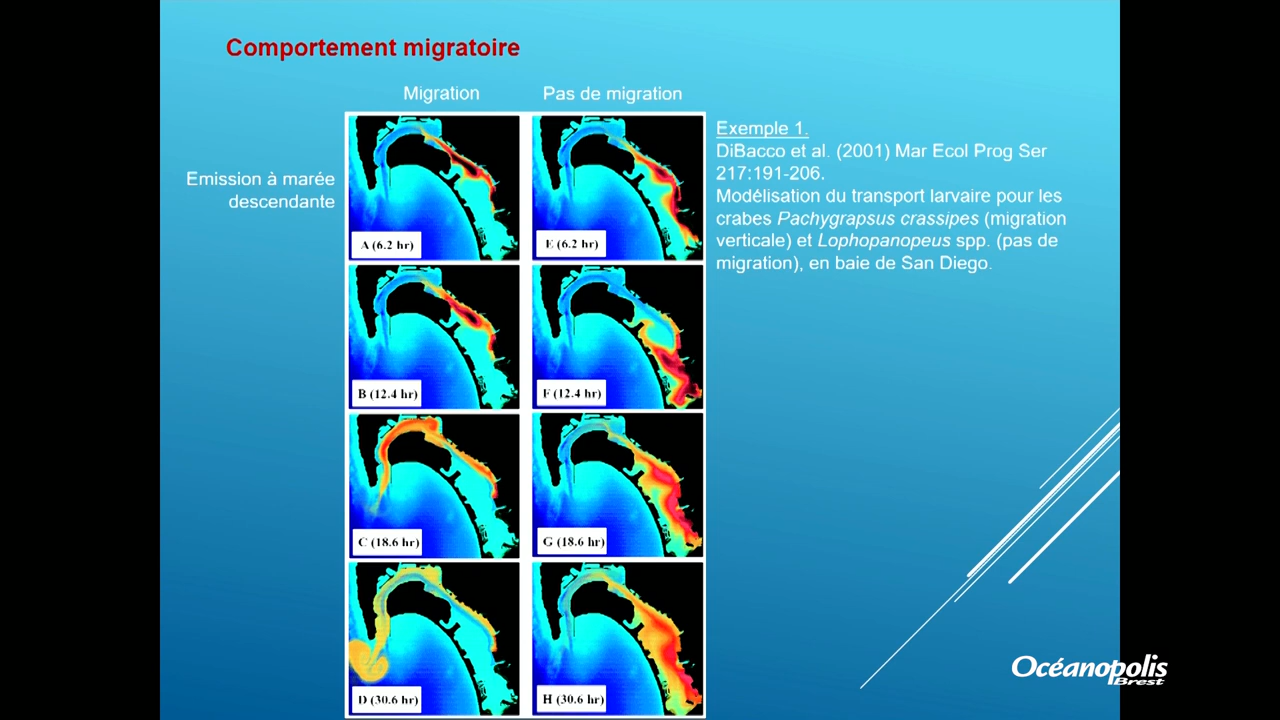 Comportement migratoire
Migration
Pas de migration
Emission à marée
descendante
A (6.2 hr)
E (6.2 hr)
B (12.4 hr)
F (12.4 hr)
C (18.6 hr)
G (18.6 hr)
D (30.6 hr)
H (30.6 hr)
Exemple 1.
DiBacco et al. (2001) Mar Ecol Prog Ser
217:191-206.
Modélisation du transport larvaire pour les
crabes Pachygrapsus crassipes (migration
verticale) et Lophopanopeus spp. (pas de
migration), en baie de San Diego.
Océanopolis
Brest